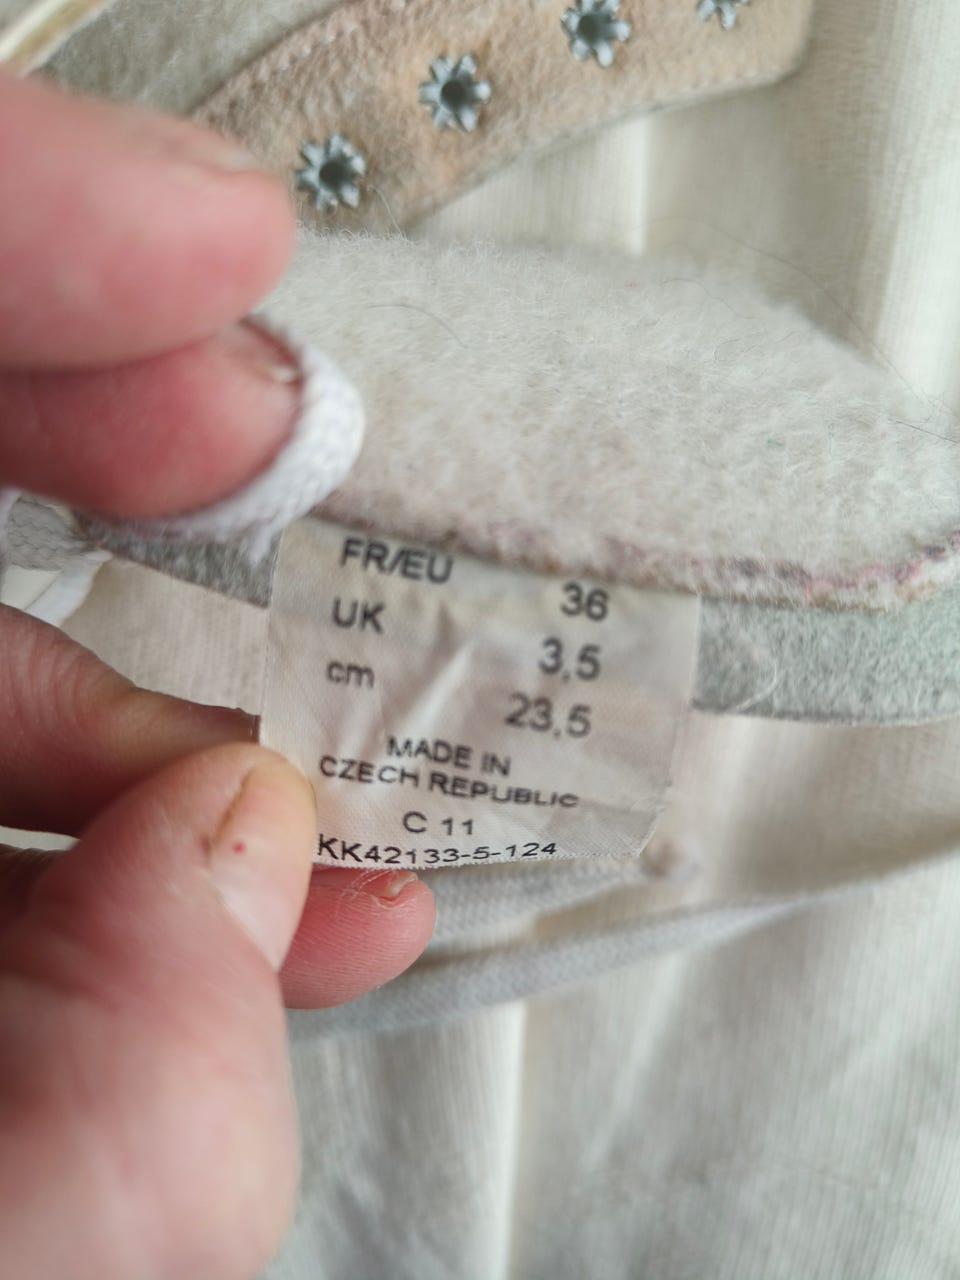 FR/EU 36
UK 3,5
cm 23,5
MADE IN
CZECH REPUBLIC
C 11
KK42133-5-124